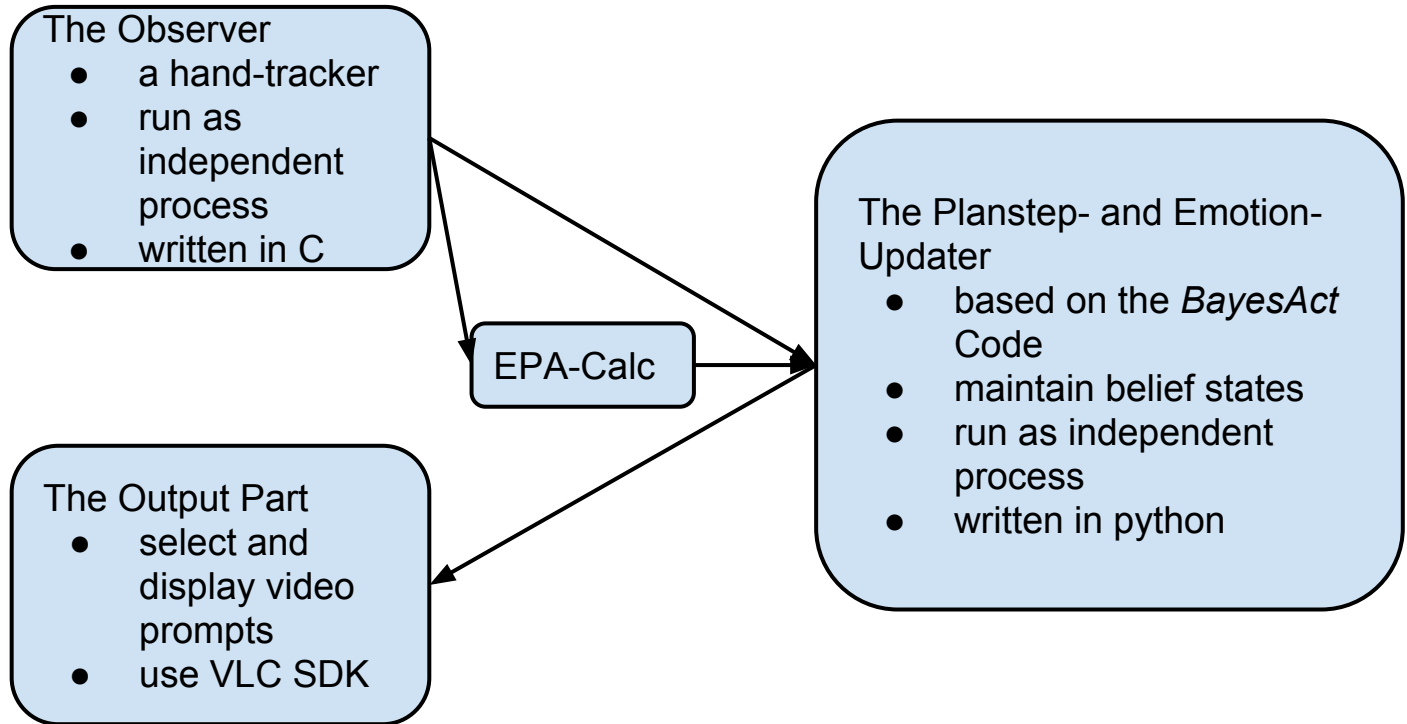 The Observer
● a hand-tracker
● run as
independent
process
● written in C
EPA-Calc
The Output Part
● select and
display video
prompts
● use VLC SDK
The Planstep- and Emotion-
Updater
● based on the BayesAct
Code
● maintain belief states
● run as independent
process
● written in python